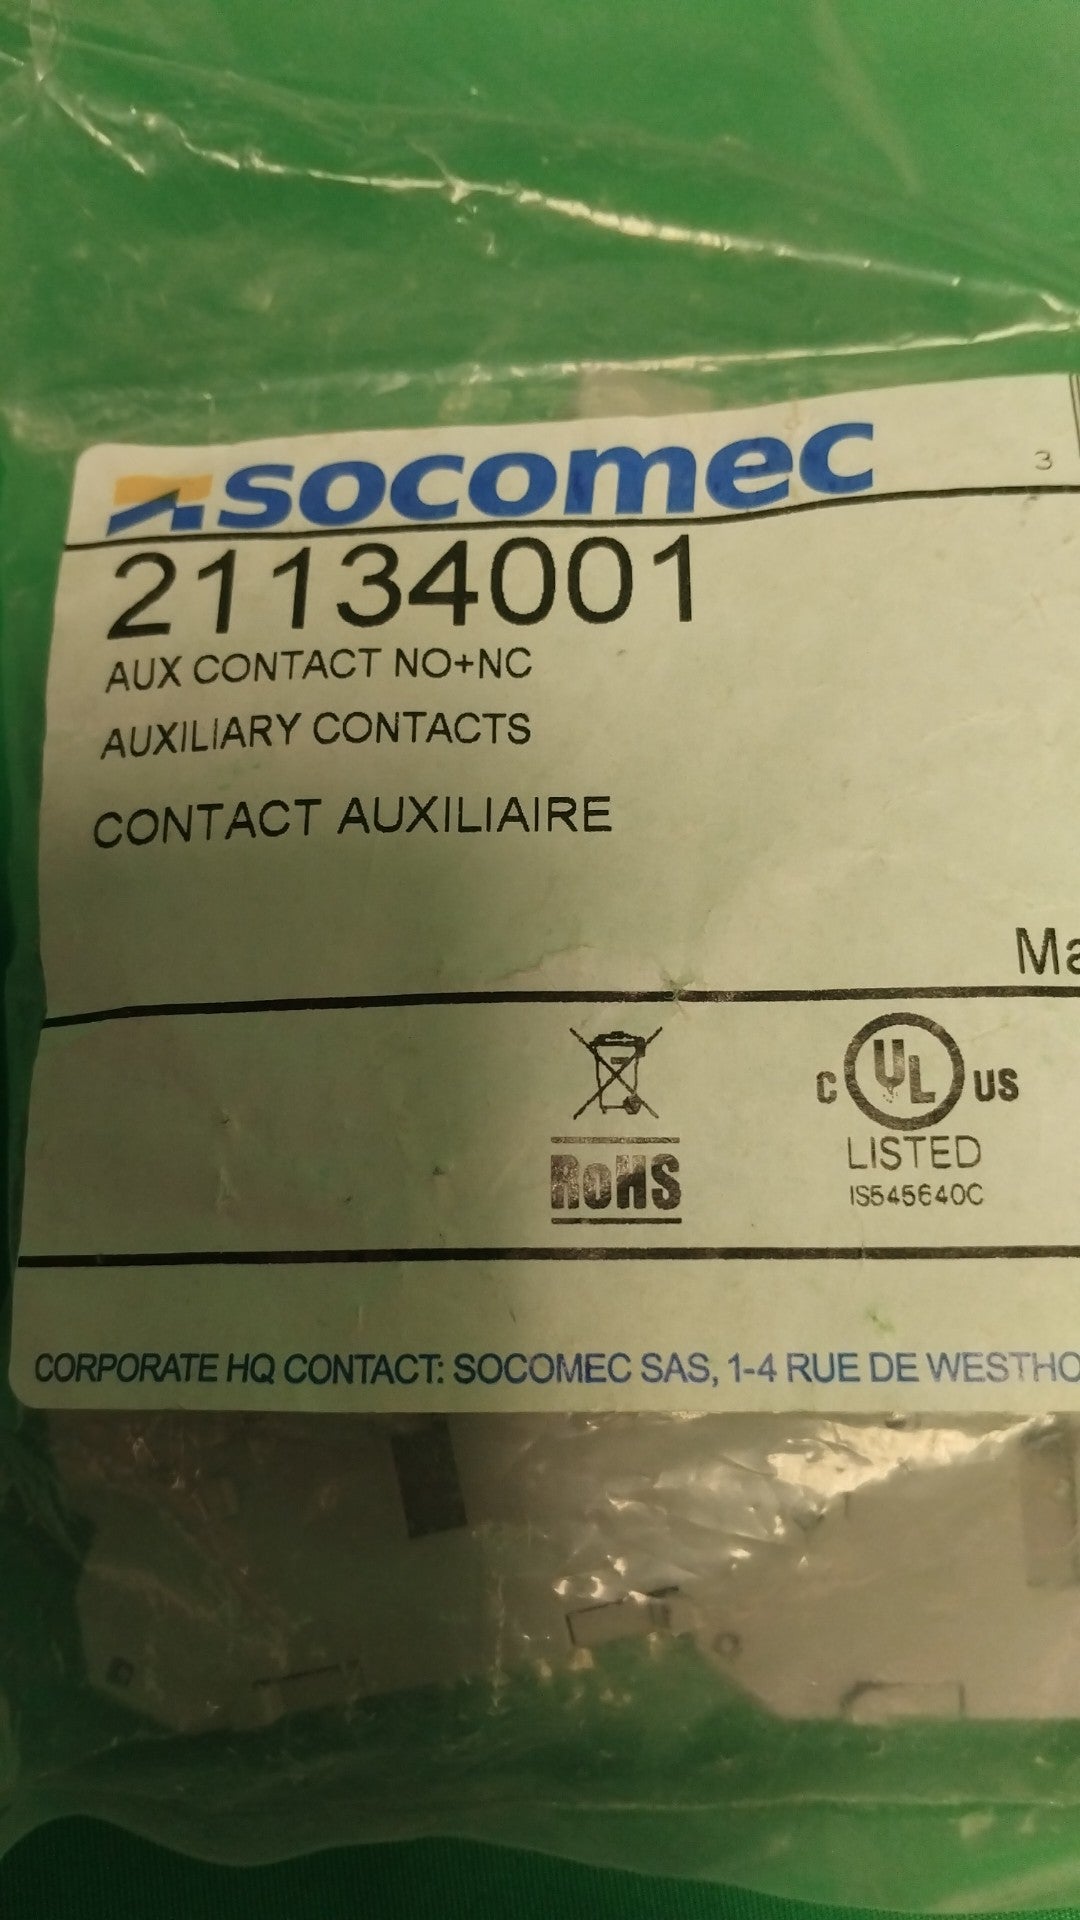 socomec
3
21134001
AUX CONTACT NO+NC
AUXILIARY CONTACTS
CONTACT AUXILIAIRE
Ma
C UL US
LISTED
IS545640C
RoHS
CORPORATE HQ CONTACT: SOCOMEC SAS, 1-4 RUE DE WESTHO